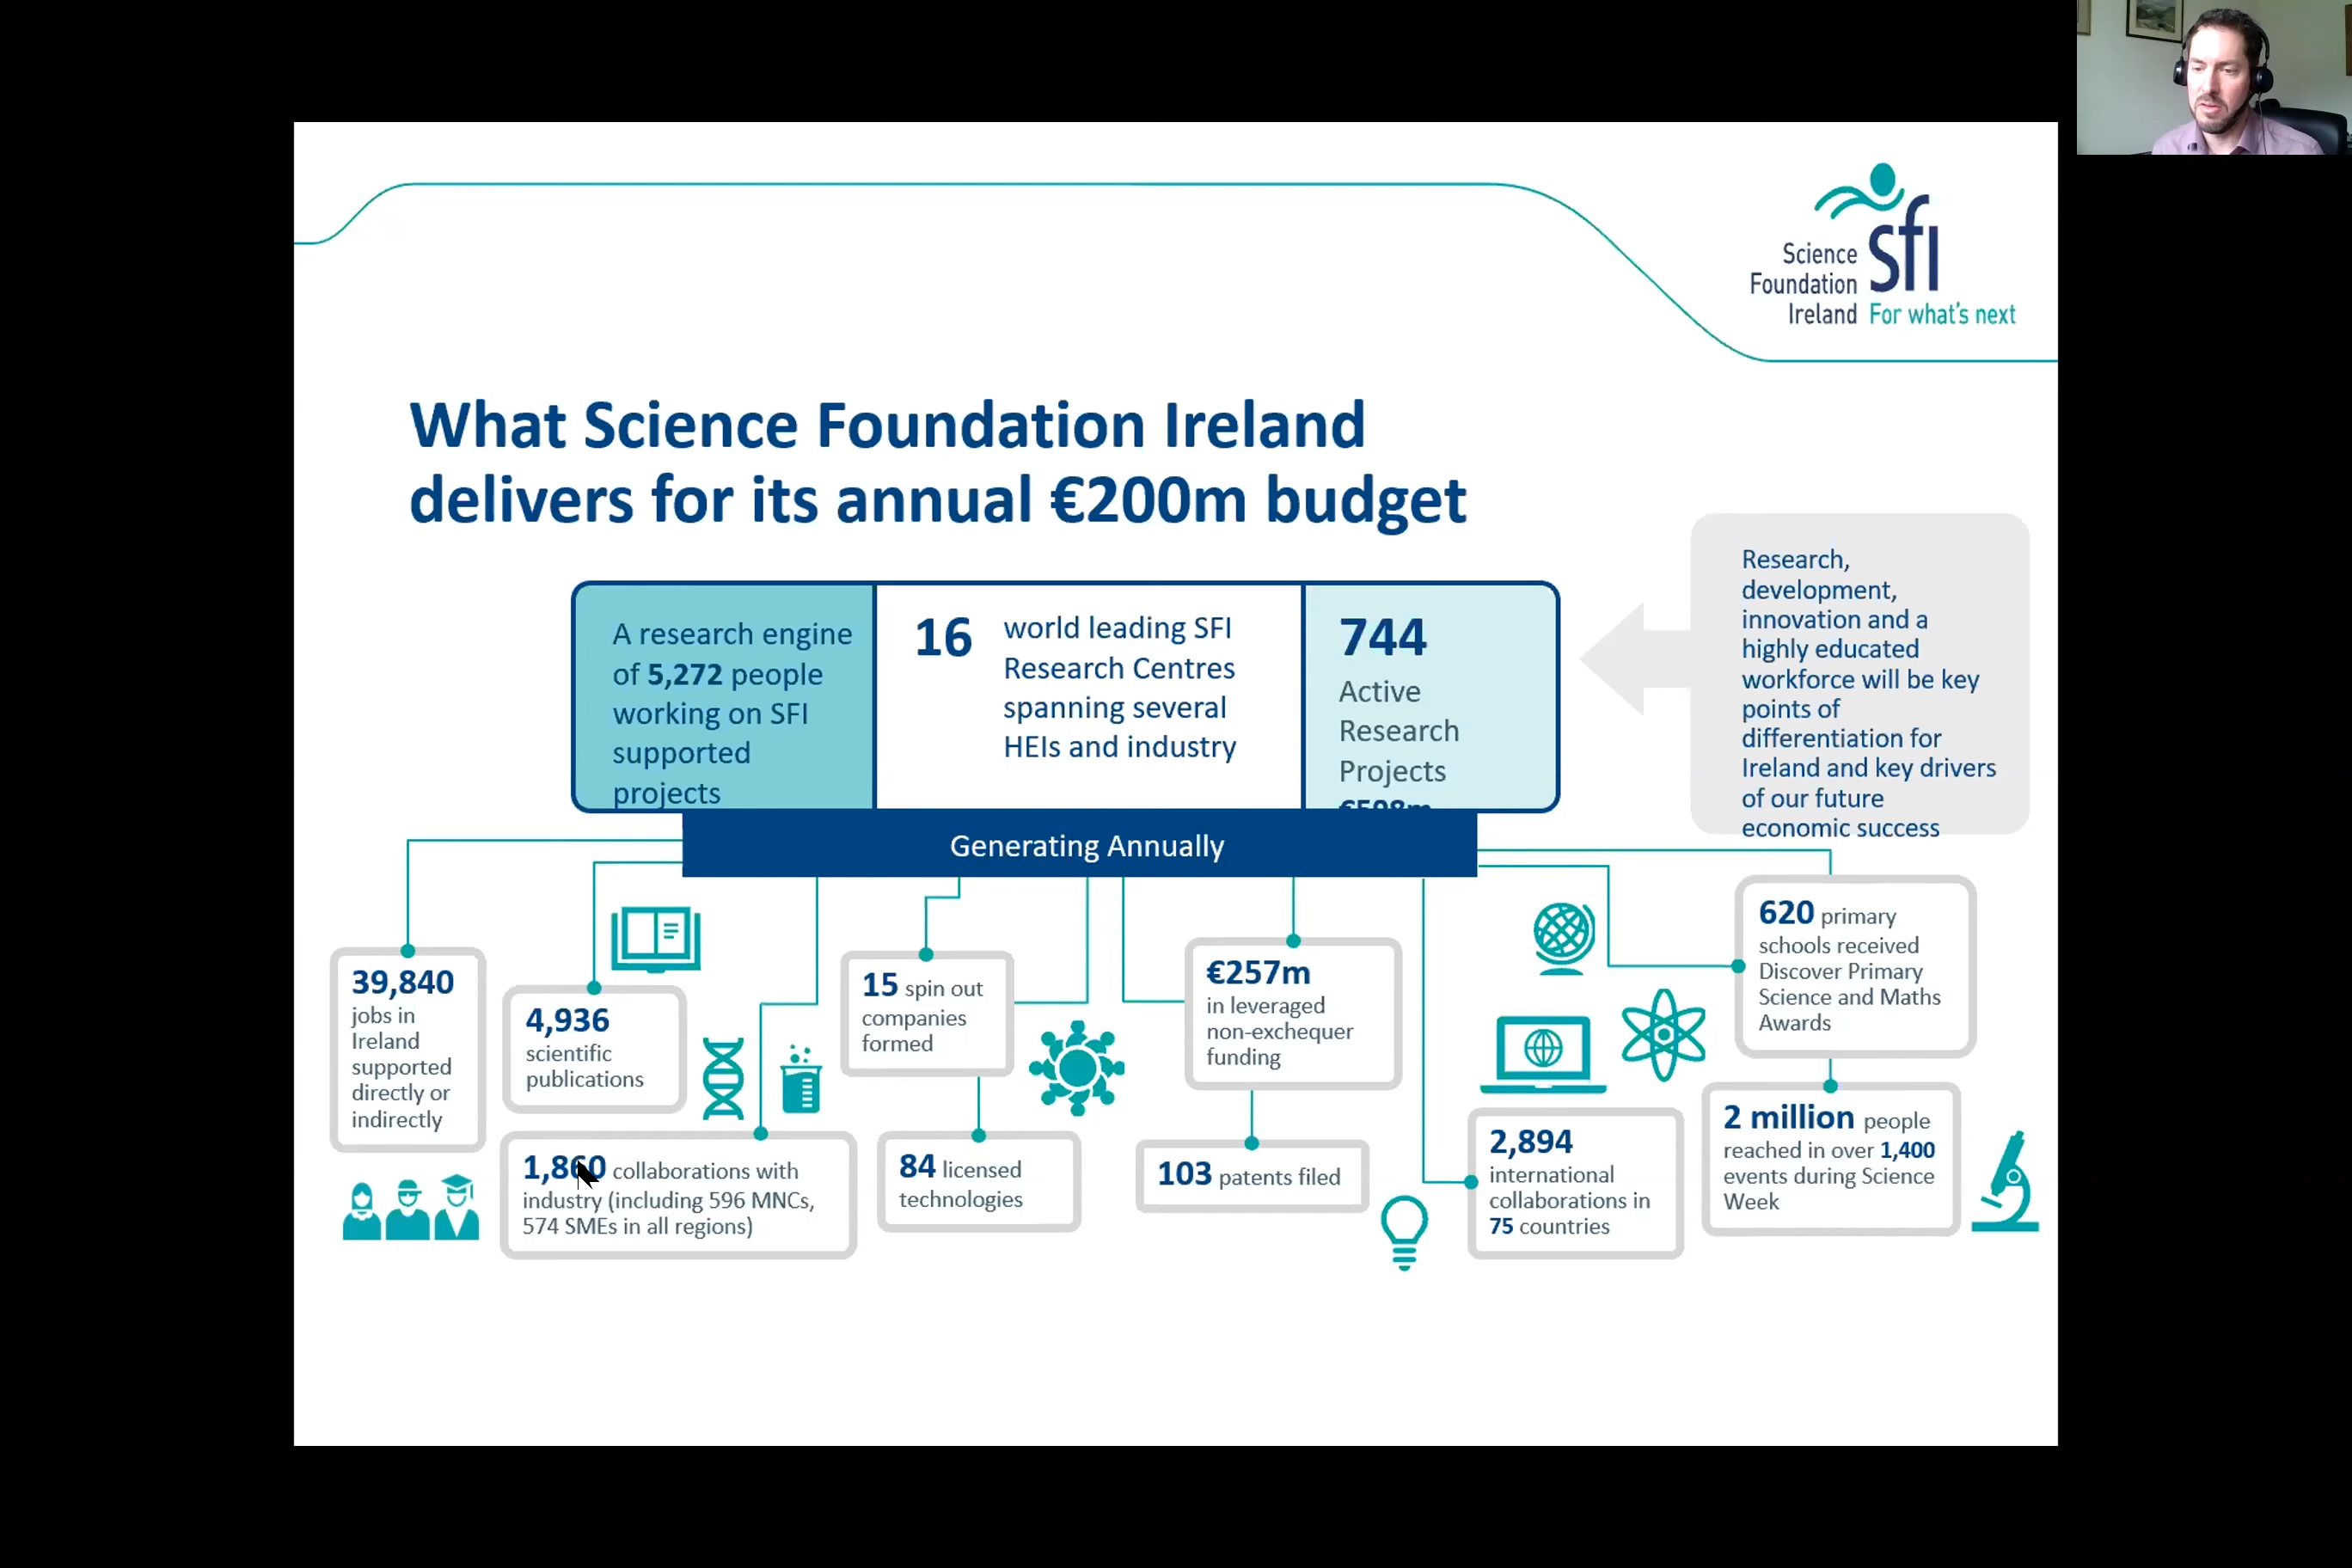 Science
Foundation
Ireland
sfi
For what's next
What Science Foundation Ireland
delivers for its annual €200m budget
A research engine
of 5,272 people
working on SFI
supported
projects
16
world leading SFI
Research Centres
spanning several
HEIs and industry
744
Active
Research
Projects
Research,
development,
innovation and a
highly educated
workforce will be key
points of
differentiation for
Ireland and key drivers
of our future
economic success
Generating Annually
39,840
jobs in
Ireland
supported
directly or
indirectly
4,936
scientific
publications
1,860 collaborations with
industry (including 596 MNCs,
574 SMEs in all regions)
15 spin out
companies
formed
84 licensed
technologies
€257m
in leveraged
non-exchequer
funding
103 patents filed
2,894
international
collaborations in
75 countries
620 primary
schools received
Discover Primary
Science and Maths
Awards
2 million people
reached in over 1,400
events during Science
Week